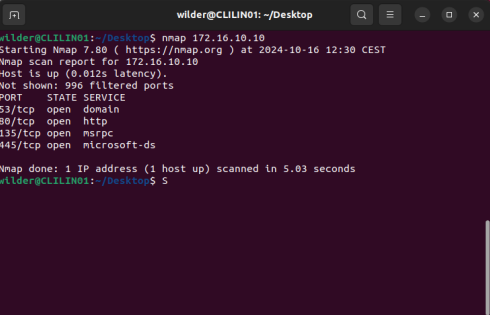 wilder@CLILIN01: ~/Desktop
wilder@CLILIN01:~/Desktop$ nmap 172.16.10.10
Starting Nmap 7.80 ( https://nmap.org ) at 2024-10-16 12:30 CEST
Nmap scan report for 172.16.10.10
Host is up (0.012s latency).
Not shown: 996 filtered ports
PORT    STATE SERVICE
53/tcp  open  domain
80/tcp  open  http
135/tcp open  msrpc
445/tcp open  microsoft-ds
Nmap done: 1 IP address (1 host up) scanned in 5.03 seconds
wilder@CLILIN01:~/Desktop$ S